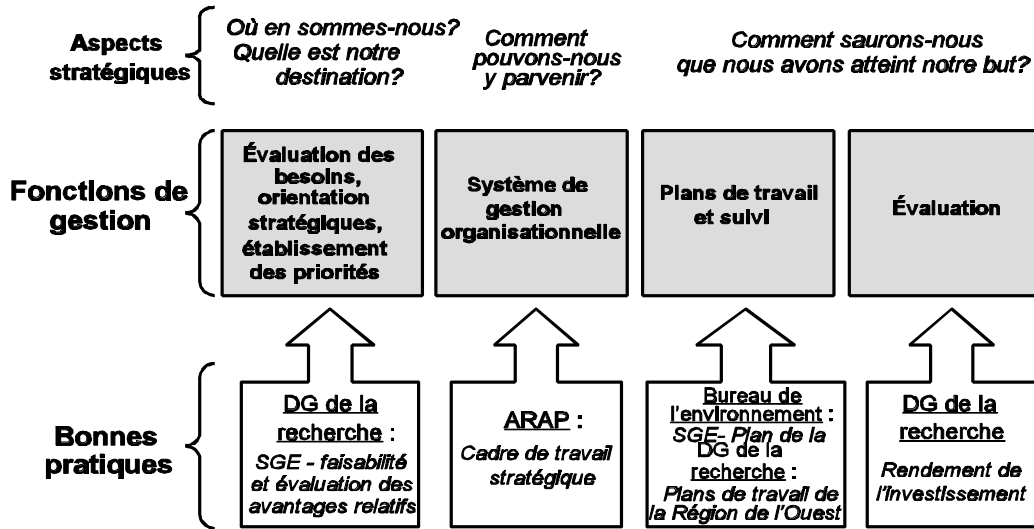 Aspects
stratégiques
Où en sommes-nous?
Quelle est notre
destination?
Comment
pouvons-nous
y parvenir?
Comment saurons-nous
que nous avons atteint notre but?
Fonctions de
gestion
Évaluation des
besoins,
orientation
stratégiques,
établissement
des priorités
Système de
gestion
organisationnelle
Plans de travail
et suivi
Évaluation
Bonnes
pratiques
DG de la
recherche :
SGE - faisabilité
et évaluation des
avantages relatifs
ARAP :
Cadre de travail
stratégique
Bureau de
l'environnement :
SGE- Plan de la
DG de la
recherche :
Plans de travail de
la Région de l'Ouest
DG de la
recherche
Rendement de
l'investissement